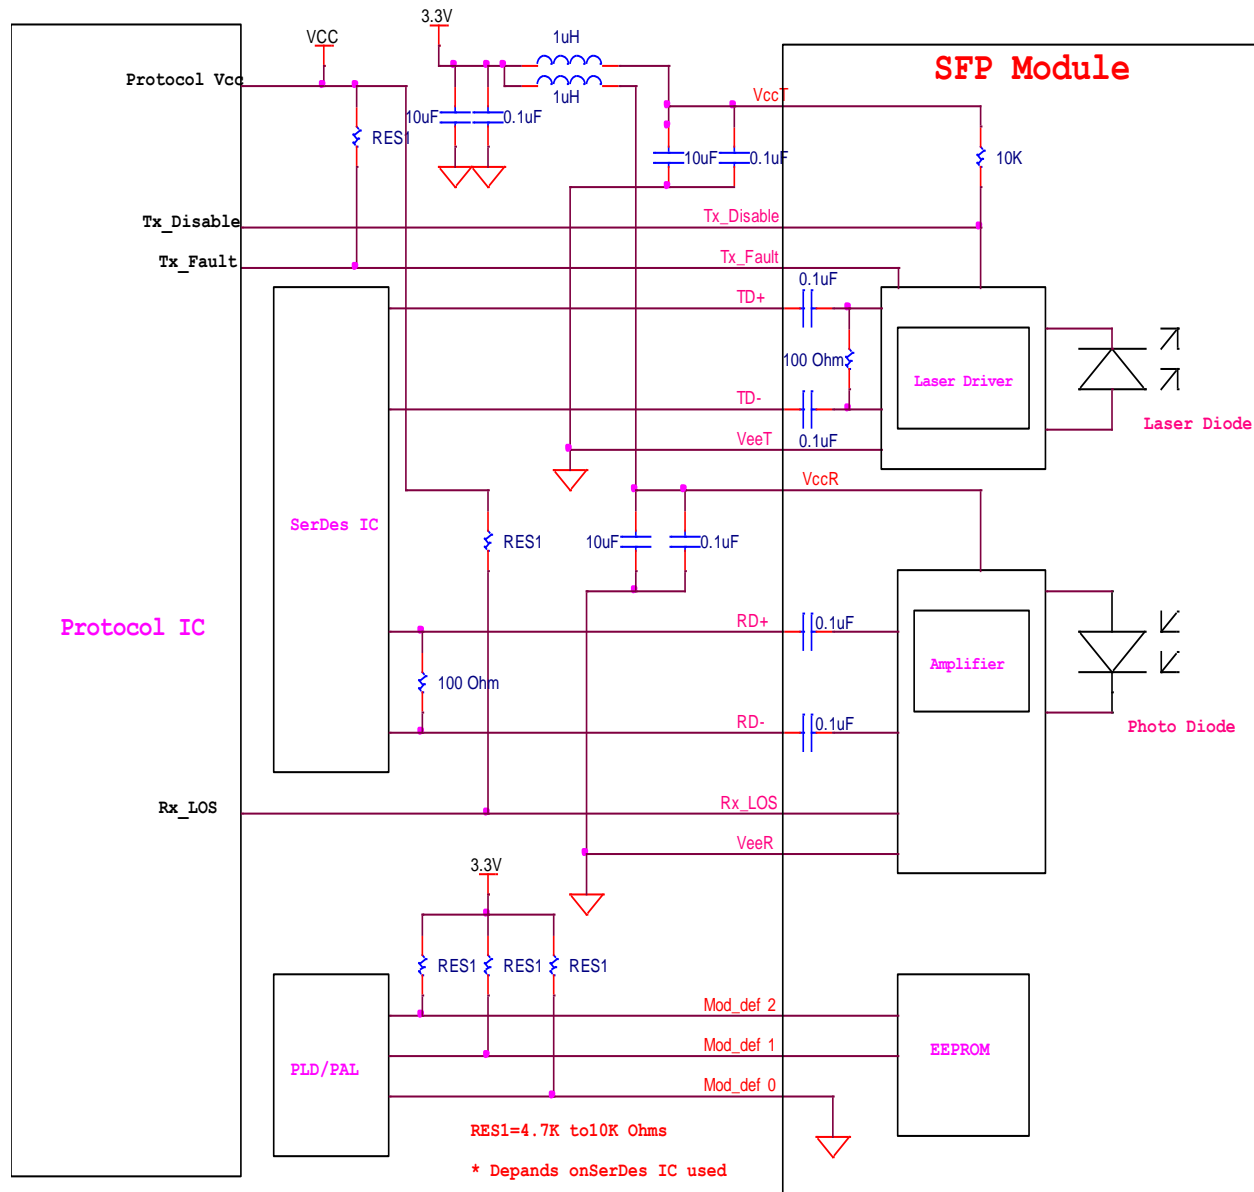 3.3V
1uH
VCC
SFP Module
Protocol Vcc
1uH
VccT
10uF
0.1uF
RES1
10uF
0.1uF
10K
Tx_Disable
Tx_Disable
Tx_Fault
Tx_Fault
0.1uF
TD+
100 Ohm
Laser Driver
TD-
Laser Diode
VeeT
0.1uF
VccR
SerDes IC
RES1
10uF
0.1uF
Protocol IC
RD+
0.1uF
Amplifier
100 Ohm
RD-
0.1uF
Photo Diode
Rx_LOS
Rx_LOS
VeeR
3.3V
RES1
RES1
RES1
Mod_def 2
Mod_def 1
EEPROM
PLD/PAL
Mod_def 0
RES1=4.7K to10K Ohms
* Depands onSerDes IC used